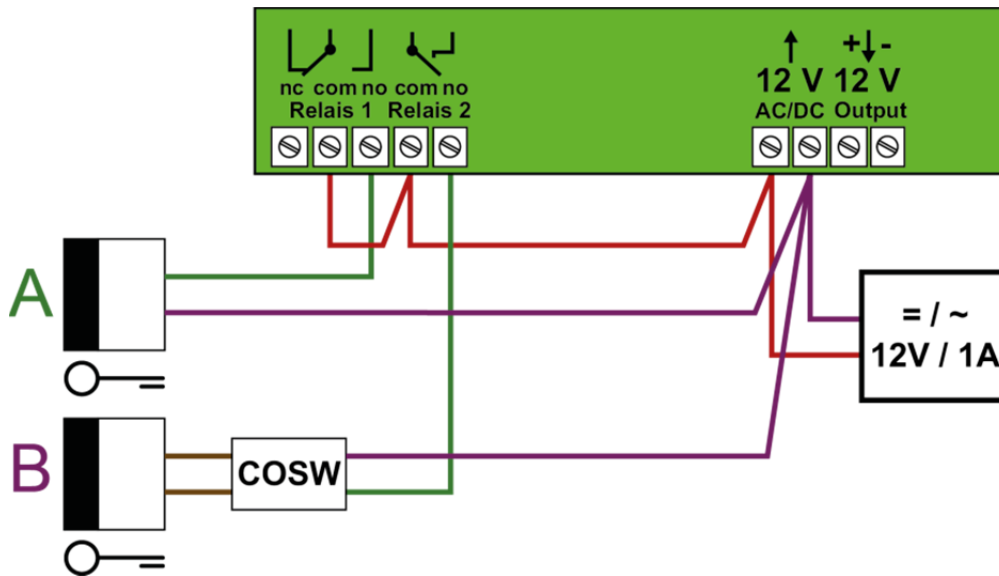 nc com no com no
Relais 1 Relais 2
+ -
12 V 12 V
AC/DC Output
A
= / ~
12V / 1A
B
COSW